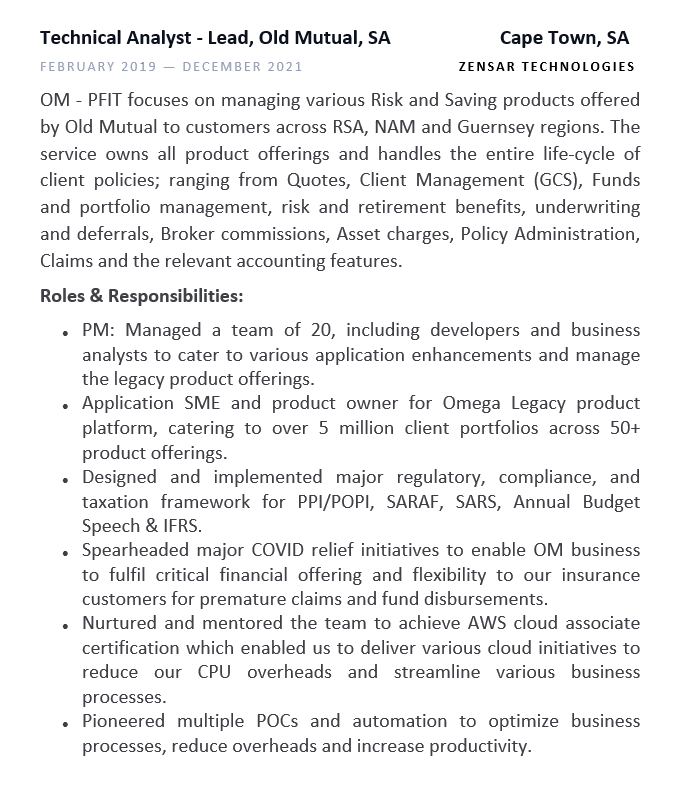 Technical Analyst - Lead, Old Mutual, SA Cape Town, SA
FEBRUARY 2019 — DECEMBER 2021 ZENSAR TECHNOLOGIES
OM - PFIT focuses on managing various Risk and Saving products offered
by Old Mutual to customers across RSA, NAM and Guernsey regions. The
service owns all product offerings and handles the entire life-cycle of
client policies; ranging from Quotes, Client Management (GCS), Funds
and portfolio management, risk and retirement benefits, underwriting
and deferrals, Broker commissions, Asset charges, Policy Administration,
Claims and the relevant accounting features.
Roles & Responsibilities:
• PM: Managed a team of 20, including developers and business
analysts to cater to various application enhancements and manage
the legacy product offerings.
• Application SME and product owner for Omega Legacy product
platform, catering to over 5 million client portfolios across 50+
product offerings.
• Designed and implemented major regulatory, compliance, and
taxation framework for PPI/POPI, SARAF, SARS, Annual Budget
Speech & IFRS.
• Spearheaded major COVID relief initiatives to enable OM business
to fulfil critical financial offering and flexibility to our insurance
customers for premature claims and fund disbursements.
• Nurtured and mentored the team to achieve AWS cloud associate
certification which enabled us to deliver various cloud initiatives to
reduce our CPU overheads and streamline various business
processes.
• Pioneered multiple POCs and automation to optimize business
processes, reduce overheads and increase productivity.